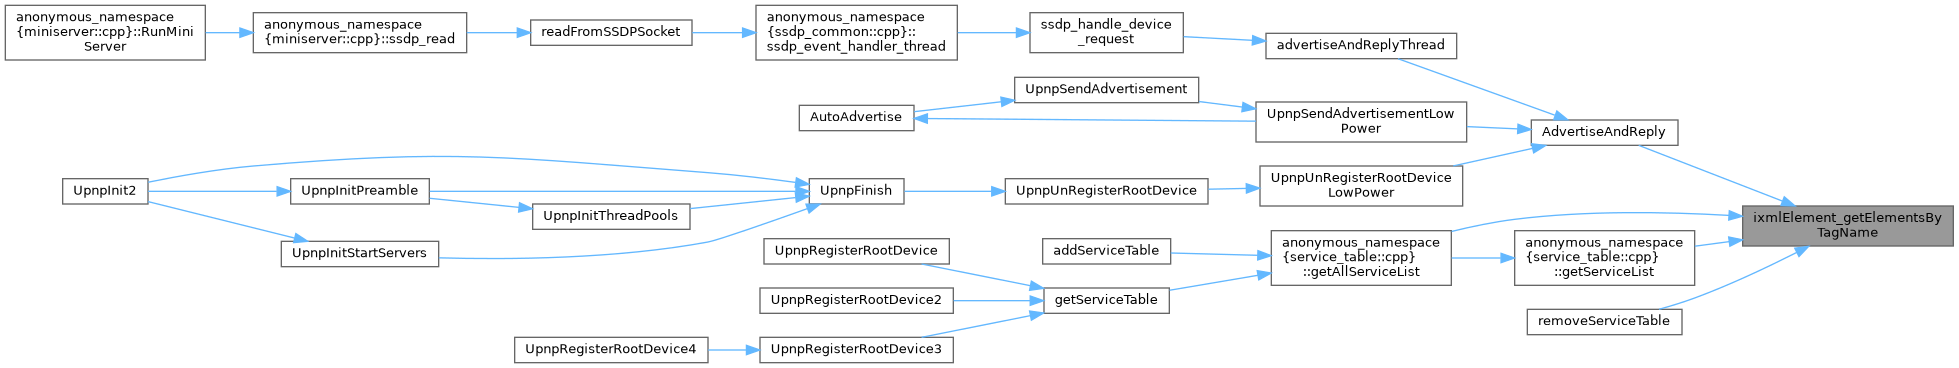 anonymous_namespace
{miniserver::cpp}::RunMini
Server
anonymous_namespace
{miniserver::cpp}::ssdp_read
readFromSSDPSocket
anonymous_namespace
{ssdp_common::cpp}::
ssdp_event_handler_thread
ssdp_handle_device
_request
advertiseAndReplyThread
UpnpSendAdvertisement
AutoAdvertise
UpnpSendAdvertisementLow
Power
AdvertiseAndReply
UpnpInit2
UpnpInitPreamble
UpnpFinish
UpnpUnRegisterRootDevice
UpnpUnRegisterRootDevice
LowPower
UpnpInitThreadPools
UpnpInitStartServers
ixmlElement_getElementsBy
TagName
UpnpRegisterRootDevice
addServiceTable
anonymous_namespace
{service_table::cpp}
::getAllServiceList
anonymous_namespace
{service_table::cpp}
::getServiceList
UpnpRegisterRootDevice2
getServiceTable
removeServiceTable
UpnpRegisterRootDevice4
UpnpRegisterRootDevice3